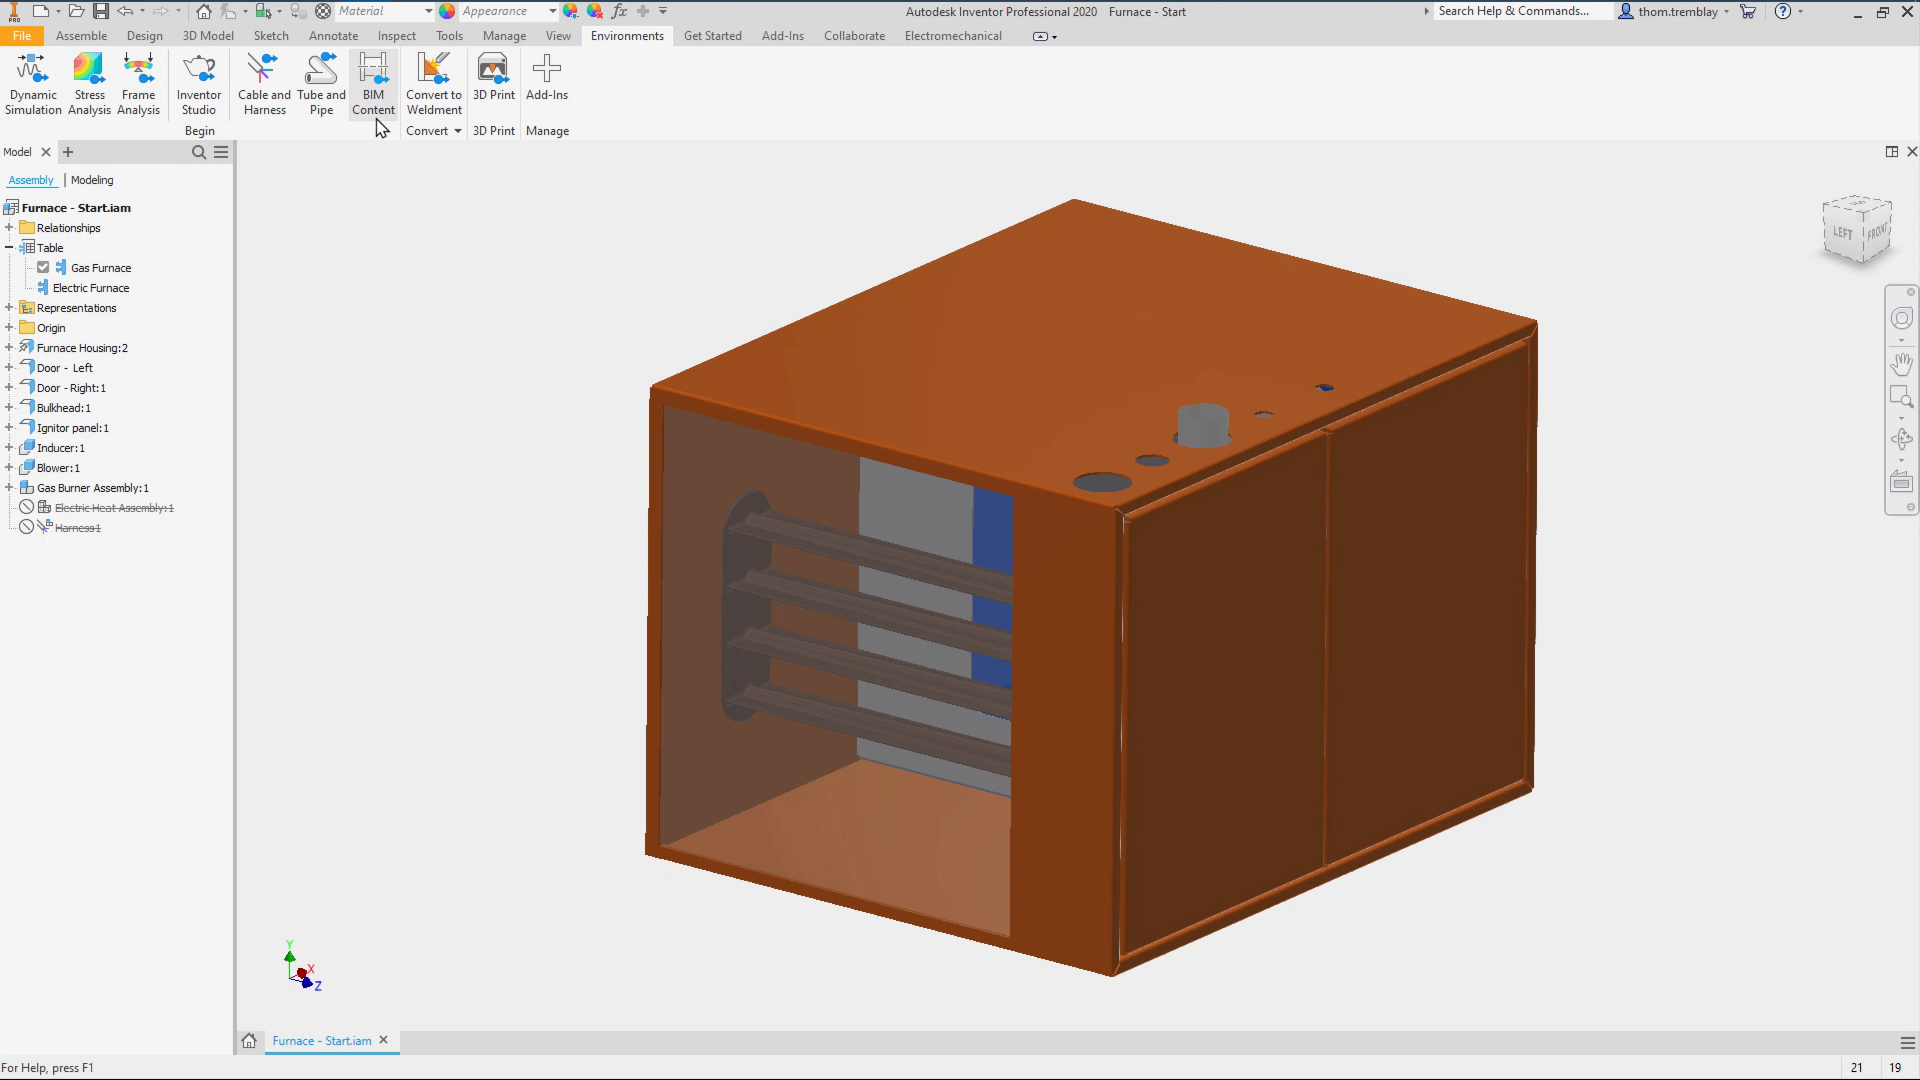 PRO
Material
Appearance
fx
Autodesk Inventor Professional 2020 Furnace - Start
Search Help & Commands...
thom.tremblay
File
Assemble
Design
3D Model
Sketch
Annotate
Inspect
Tools
Manage
View
Environments
Get Started
Add-Ins
Collaborate
Electromechanical
Dynamic
Simulation
Stress
Analysis
Frame
Analysis
Inventor
Studio
Cable and
Harness
Tube and
Pipe
BIM
Content
Convert to
Weldment
3D Print
Add-Ins
Begin
Convert
3D Print
Manage
Model
Assembly | Modeling
Furnace - Start.iam
Relationships
Table
Gas Furnace
Electric Furnace
Representations
Origin
Furnace Housing:2
Door - Left
Door - Right:1
Bulkhead:1
Ignitor panel:1
Inducer:1
Blower:1
Gas Burner Assembly:1
Electric Heat Assembly:1
Harness1
LEFT
FRONT
Y
X
Z
Furnace - Start.iam
For Help, press F1
21
19